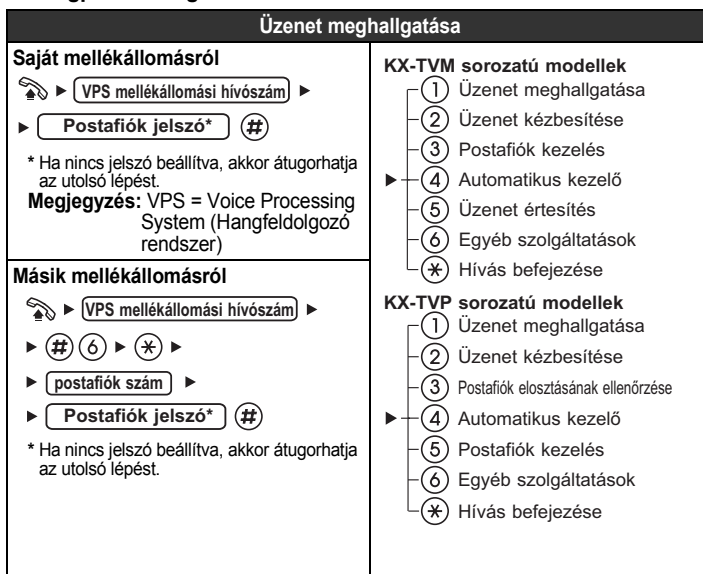 Üzenet meghallgatása
Saját mellékállomásról
VPS mellékállomási hívószám
Postafiók jelszó* #
* Ha nincs jelszó beállítva, akkor átugorhatja
az utolsó lépést.
Megjegyzés: VPS = Voice Processing
System (Hangfeldolgozó
rendszer)
Másik mellékállomásról
VPS mellékállomási hívószám
# 6 *
postafiók szám
Postafiók jelszó* #
* Ha nincs jelszó beállítva, akkor átugorhatja
az utolsó lépést.
KX-TVM sorozatú modellek
1 Üzenet meghallgatása
2 Üzenet kézbesítése
3 Postafiók kezelés
4 Automatikus kezelő
5 Üzenet értesítés
6 Egyéb szolgáltatások
* Hívás befejezése
KX-TVP sorozatú modellek
1 Üzenet meghallgatása
2 Üzenet kézbesítése
3 Postafiók elosztásának ellenőrzése
4 Automatikus kezelő
5 Postafiók kezelés
6 Egyéb szolgáltatások
* Hívás befejezése